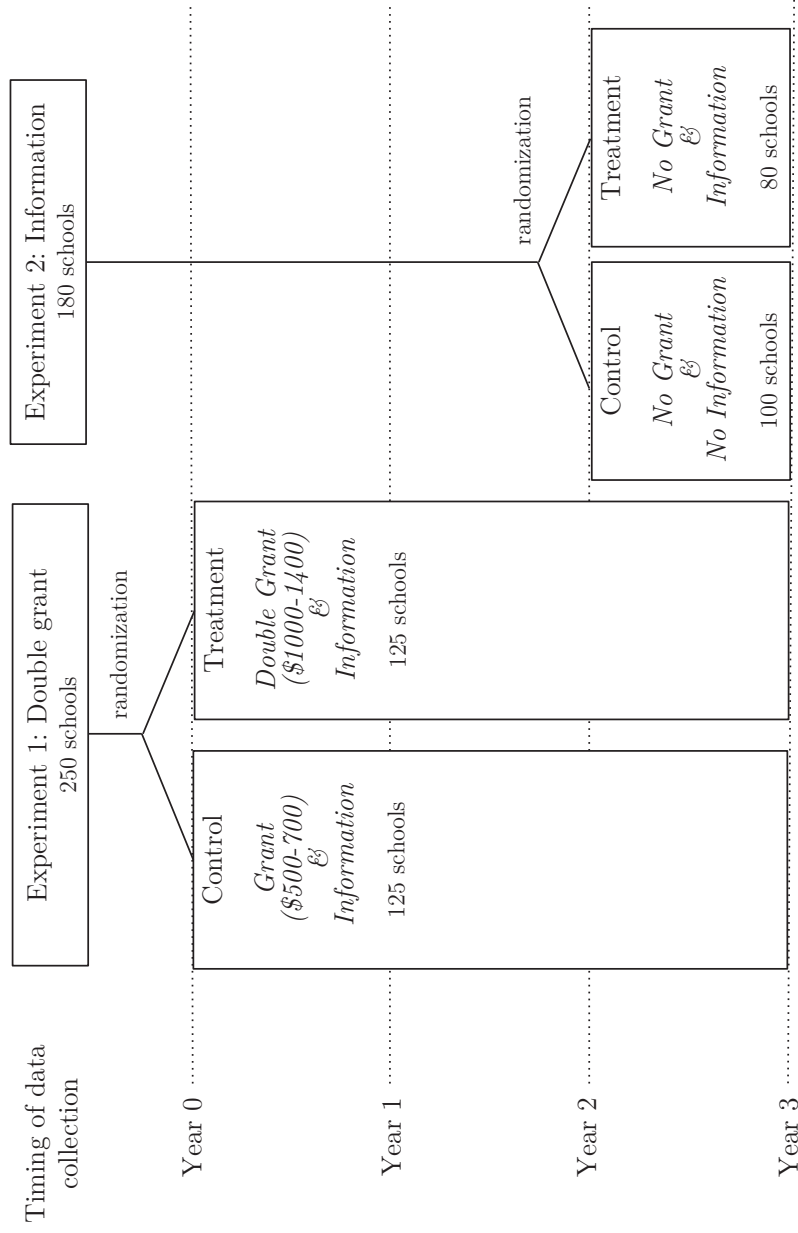 Timing of data
collection
Experiment 1: Double grant
250 schools
Experiment 2: Information
180 schools
randomization
Year 0
Control
Grant
($500-700)
&
Information
125 schools
Treatment
Double Grant
($1000-1400)
&
Information
125 schools
Year 1
randomization
Year 2
Control
No Grant
&
No Information
100 schools
Treatment
No Grant
&
Information
80 schools
Year 3